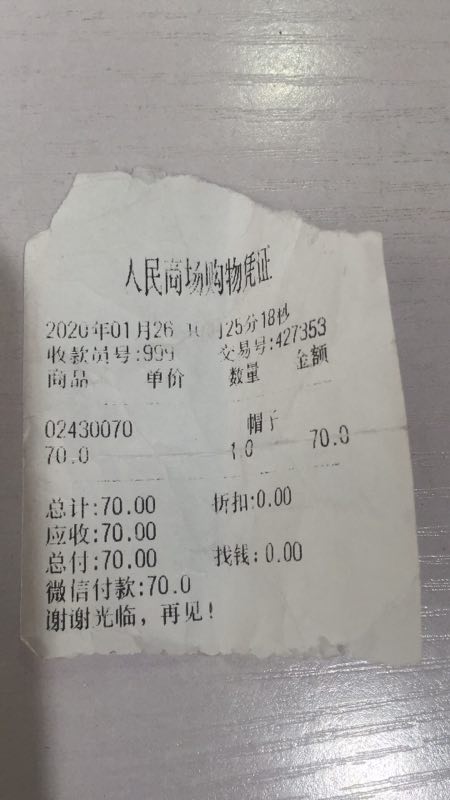 人民商场购物凭证
2020年01月26 25分18秒
收款员号:999 交易号:427353
商品 单价 数量 金额
02430070 帽子
70.0 1.0 70.0
总计:70.00 折扣:0.00
应收:70.00
总付:70.00 找钱:0.00
微信付款:70.0
谢谢光临，再见!